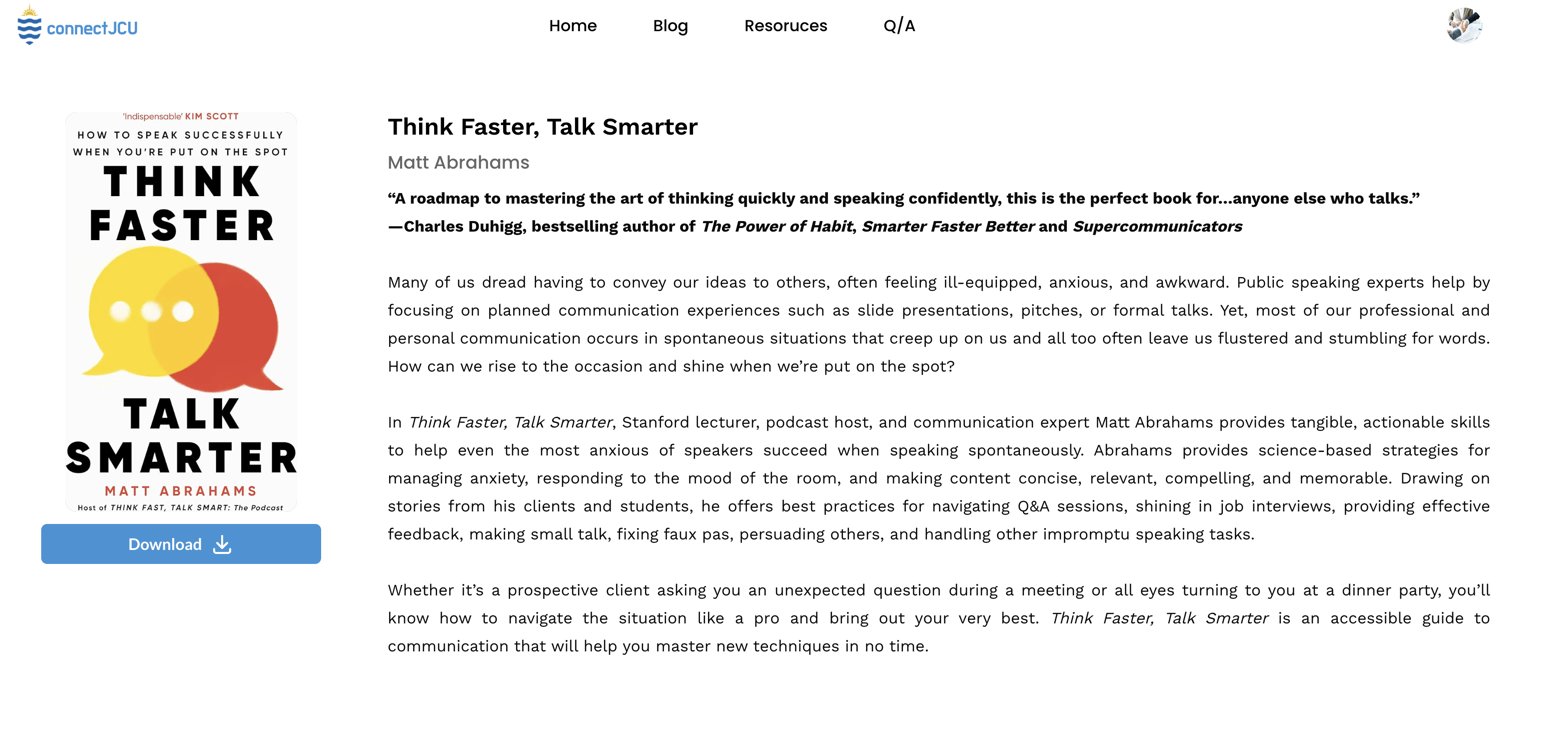 connectJCU
Home
Blog
Resoruces
Q/A
'Indispensable' KIM SCOTT
HOW TO SPEAK SUCCESSFULLY
WHEN YOU'RE PUT ON THE SPOT
THINK
FASTER
TALK
SMARTER
MATT ABRAHAMS
Host of THINK FAST, TALK SMART: The Podcast
Download
Think Faster, Talk Smarter
Matt Abrahams
“A roadmap to mastering the art of thinking quickly and speaking confidently, this is the perfect book for…anyone else who talks.”
—Charles Duhigg, bestselling author of The Power of Habit, Smarter Faster Better and Supercommunicators
Many of us dread having to convey our ideas to others, often feeling ill-equipped, anxious, and awkward. Public speaking experts help by
focusing on planned communication experiences such as slide presentations, pitches, or formal talks. Yet, most of our professional and
personal communication occurs in spontaneous situations that creep up on us and all too often leave us flustered and stumbling for words.
How can we rise to the occasion and shine when we’re put on the spot?
In Think Faster, Talk Smarter, Stanford lecturer, podcast host, and communication expert Matt Abrahams provides tangible, actionable skills
to help even the most anxious of speakers succeed when speaking spontaneously. Abrahams provides science-based strategies for
managing anxiety, responding to the mood of the room, and making content concise, relevant, compelling, and memorable. Drawing on
stories from his clients and students, he offers best practices for navigating Q&A sessions, shining in job interviews, providing effective
feedback, making small talk, fixing faux pas, persuading others, and handling other impromptu speaking tasks.
Whether it’s a prospective client asking you an unexpected question during a meeting or all eyes turning to you at a dinner party, you’ll
know how to navigate the situation like a pro and bring out your very best. Think Faster, Talk Smarter is an accessible guide to
communication that will help you master new techniques in no time.